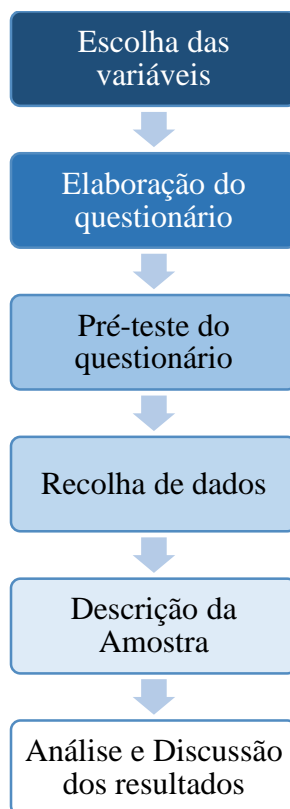 Escolha das
variáveis
Elaboração do
questionário
Pré-teste do
questionário
Recolha de dados
Descrição da
Amostra
Análise e Discussão
dos resultados